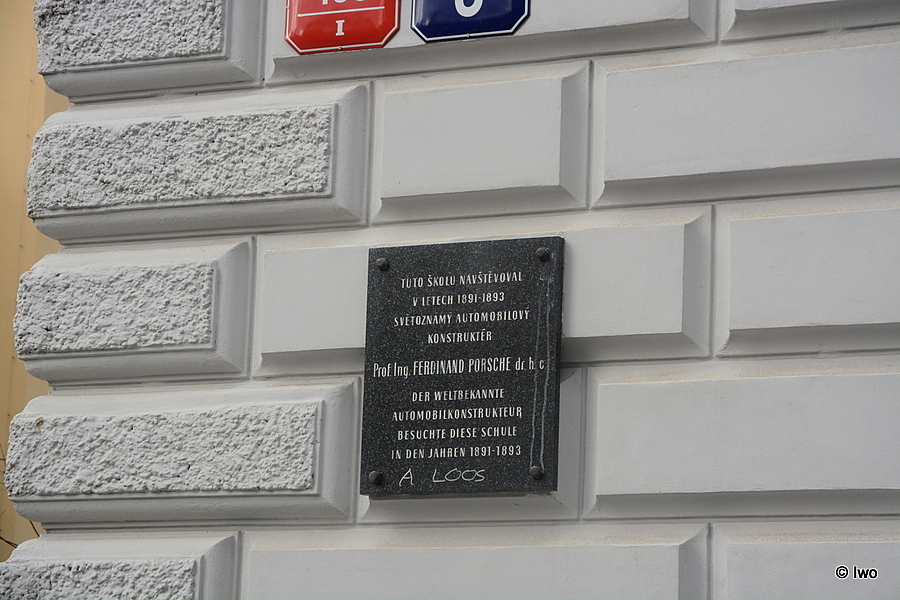 I
TUTO ŠKOLU NAVŠTĚVOVAL
V LETECH 1891-1893
SVĚTOZNÁMÝ AUTOMOBILOVÝ
KONSTRUKTÉR
Prof. Ing. FERDINAND PORSCHE dr. h. c.
DER WELTBEKANNTE
AUTOMOBILKONSTRUKTEUR
BESUCHTE DIESE SCHULE
IN DEN JAHREN 1891-1893
A LOOS
© Iwo